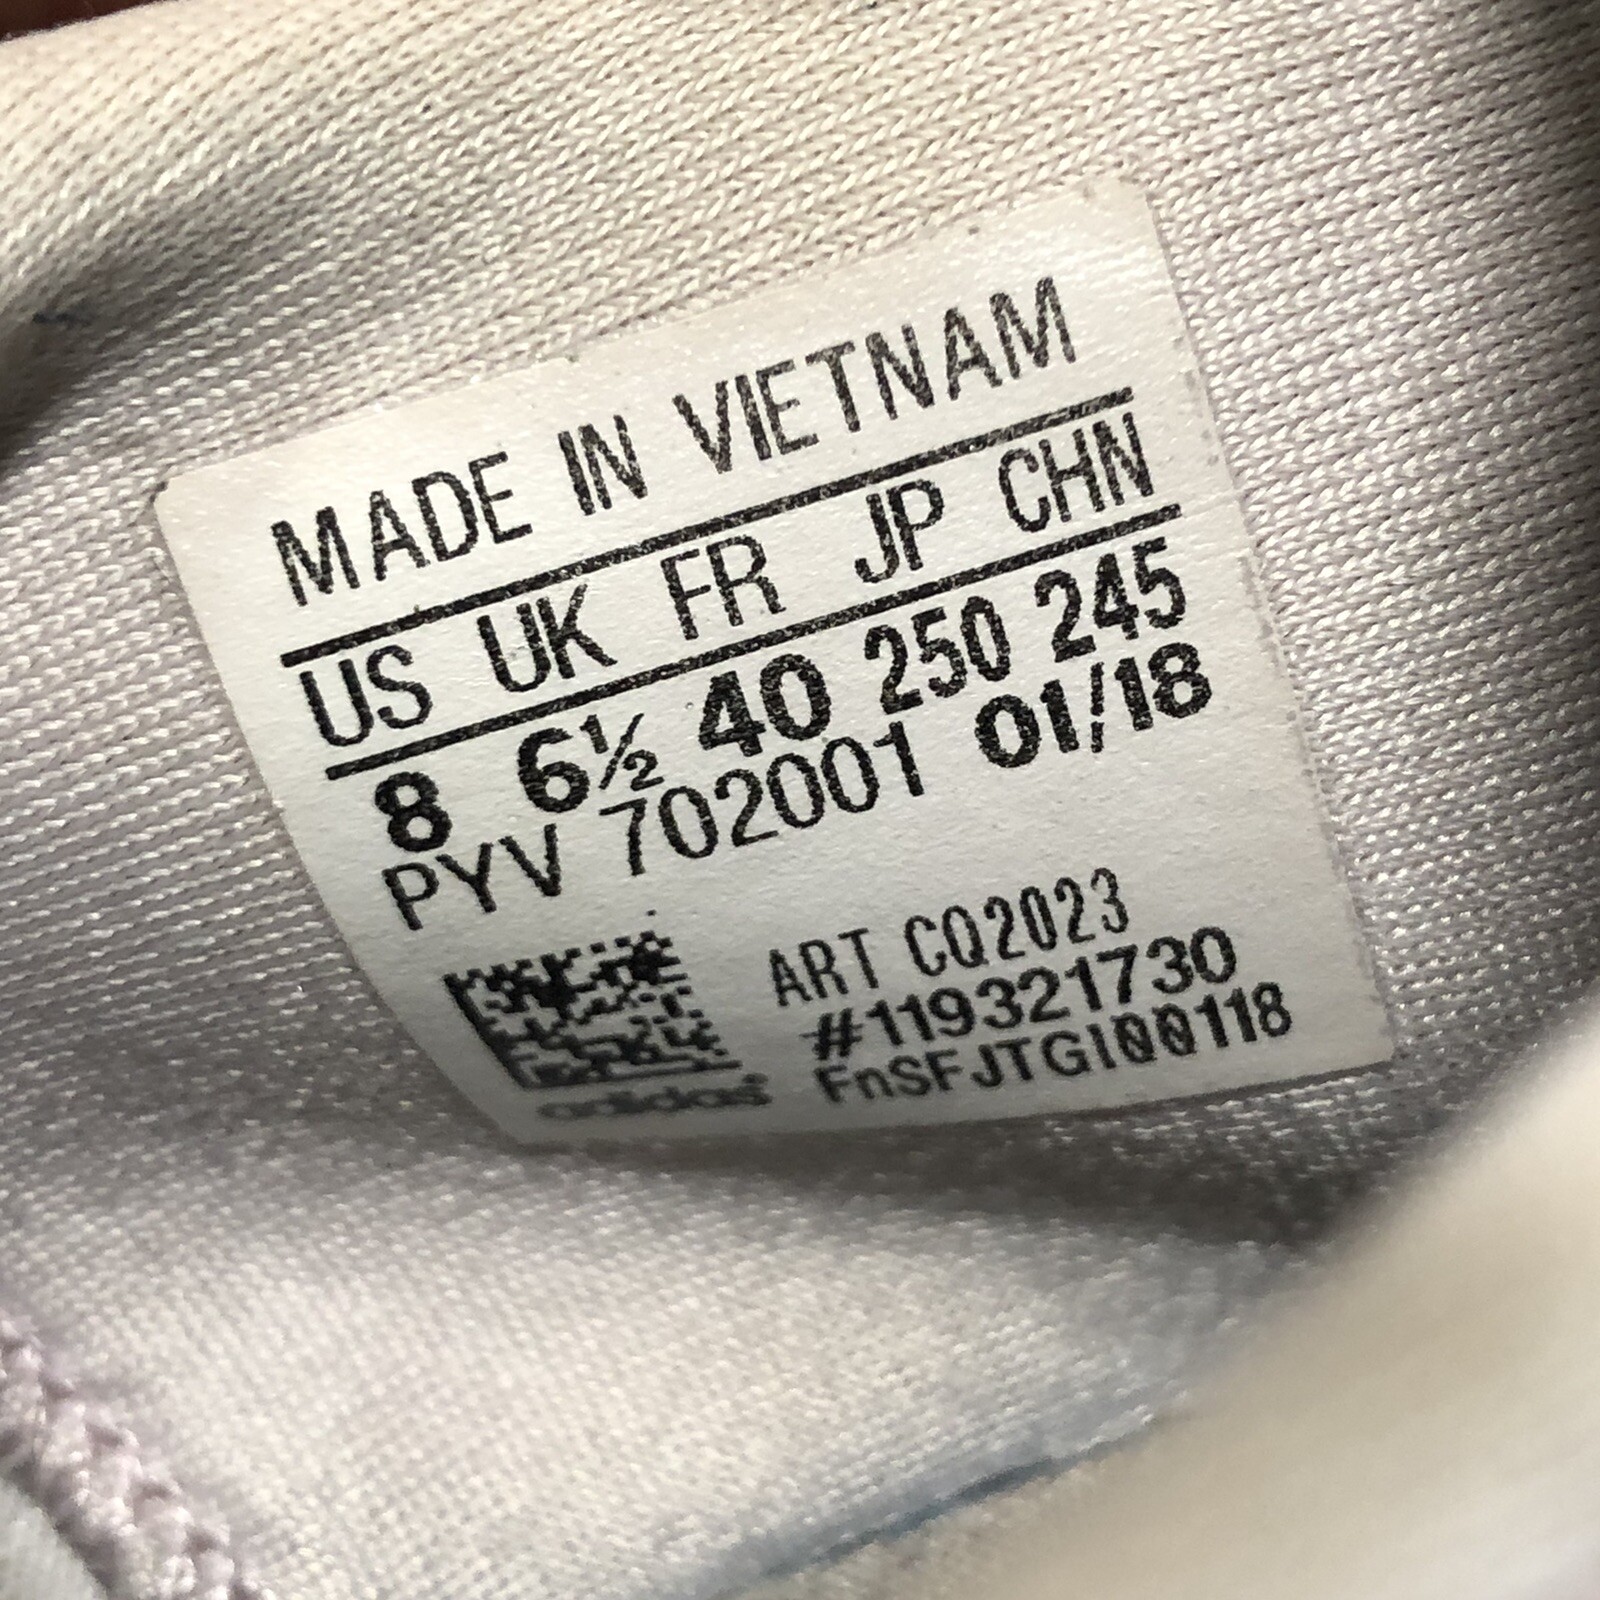 MADE IN VIETNAM
US UK FR JP CHN
8 6½ 40 250 245
PYV 702001 01/18
ART CQ2023
#119321730
FnSFJTGI00118
adidas